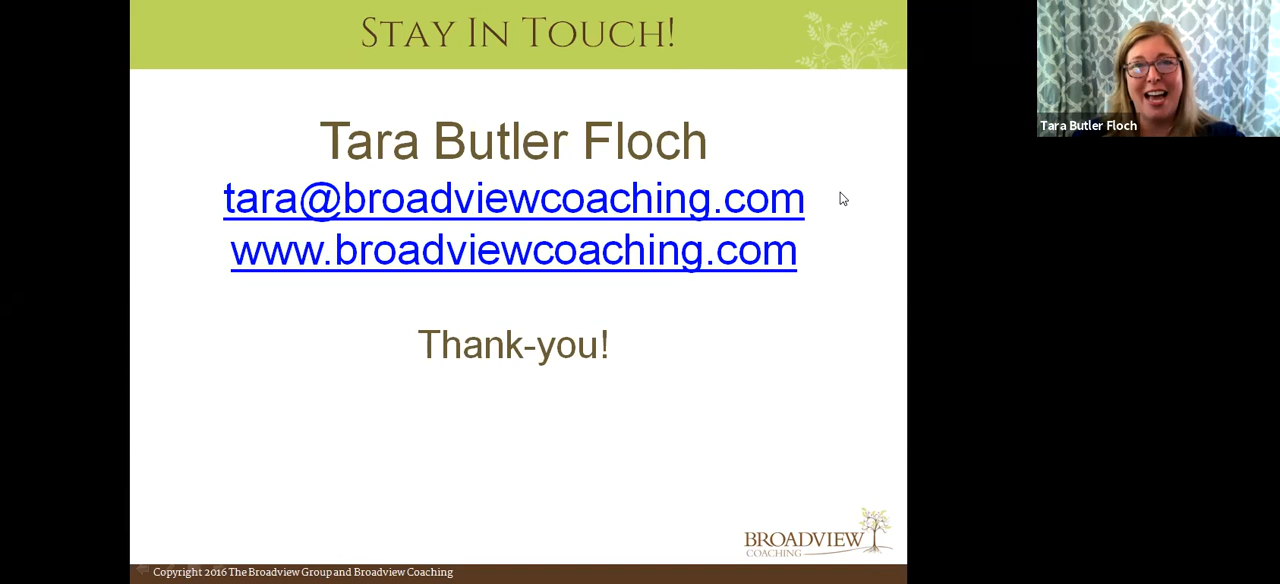 STAY IN TOUCH!
Tara Butler Floch
Tara Butler Floch
tara@broadviewcoaching.com
www.broadviewcoaching.com
Thank-you!
BROADVIEW
COACHING
Copyright 2016 The Broadview Group and Broadview Coaching